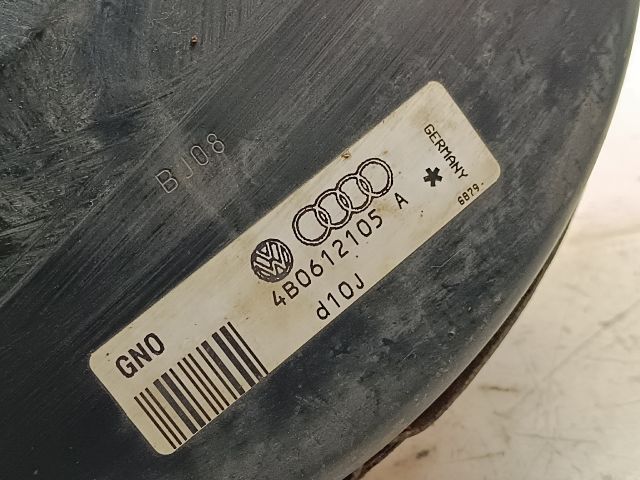 BJ08
GERMANY
*
6879-
4B0612105 A
d10J
GNO